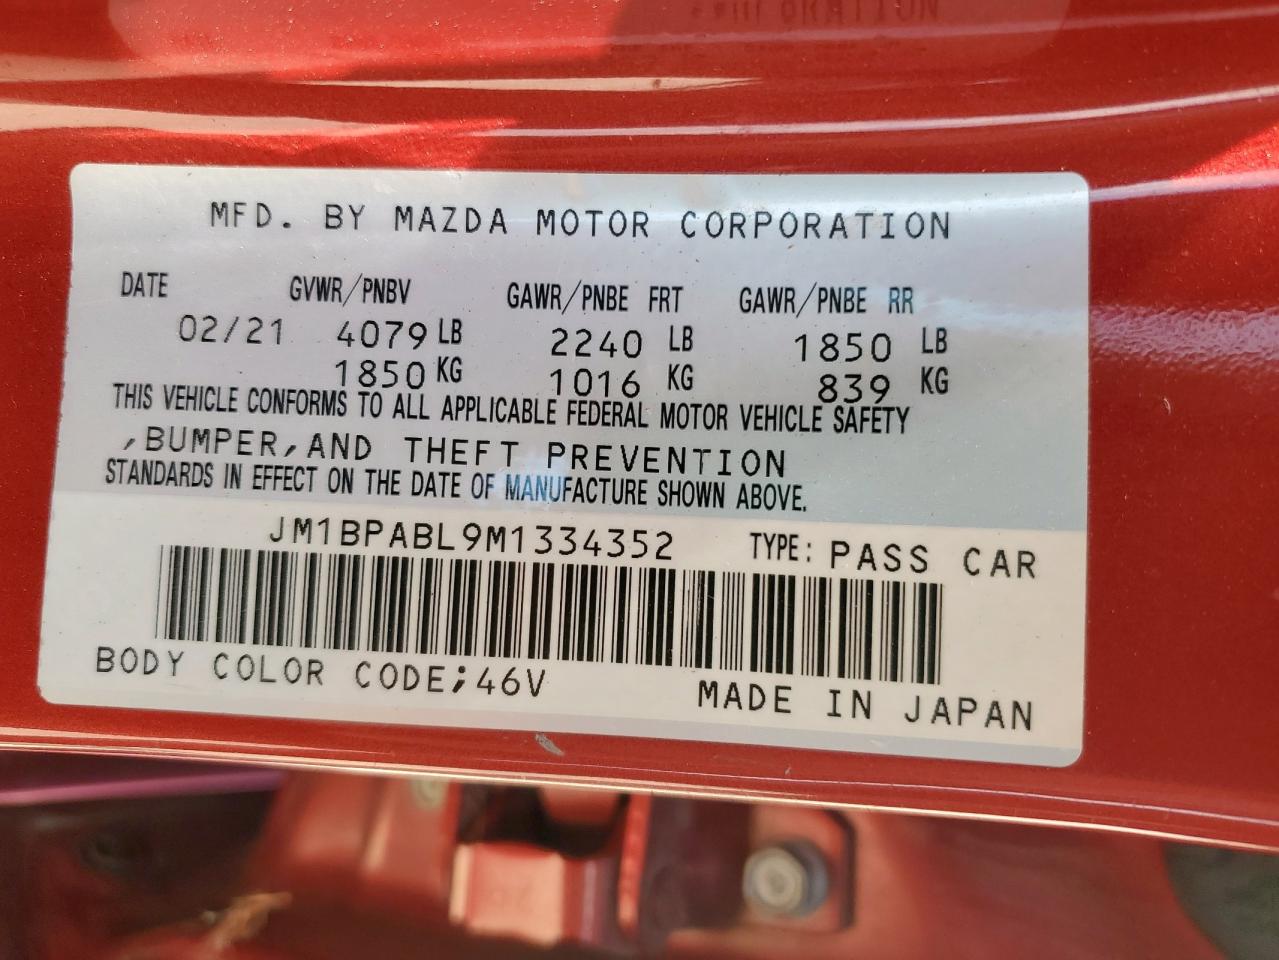 MFD. BY MAZDA MOTOR CORPORATION
DATE GVWR/PNBV GAWR/PNBE FRT GAWR/PNBE RR
02/21 4079 LB 2240 LB 1850 LB
1850 KG 1016 KG 839 KG
THIS VEHICLE CONFORMS TO ALL APPLICABLE FEDERAL MOTOR VEHICLE SAFETY
,BUMPER,AND THEFT PREVENTION
STANDARDS IN EFFECT ON THE DATE OF MANUFACTURE SHOWN ABOVE.
JM1BPABL9M1334352 TYPE: PASS CAR
BODY COLOR CODE;46V MADE IN JAPAN